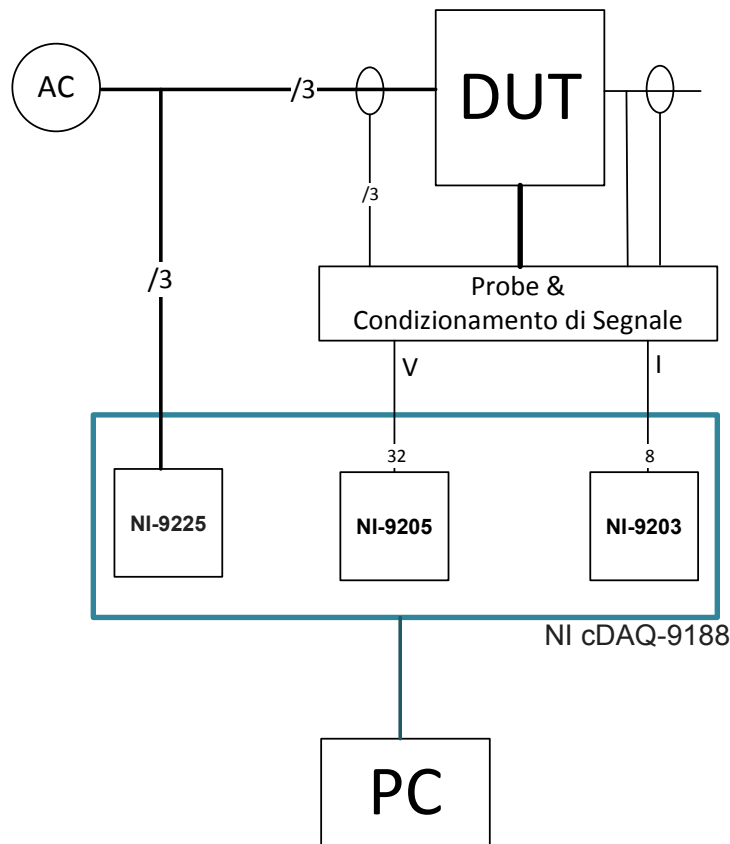 AC
/3
DUT
/3
/3
Probe &
Condizionamento di Segnale
V
I
32
8
NI-9225
NI-9205
NI-9203
NI cDAQ-9188
PC